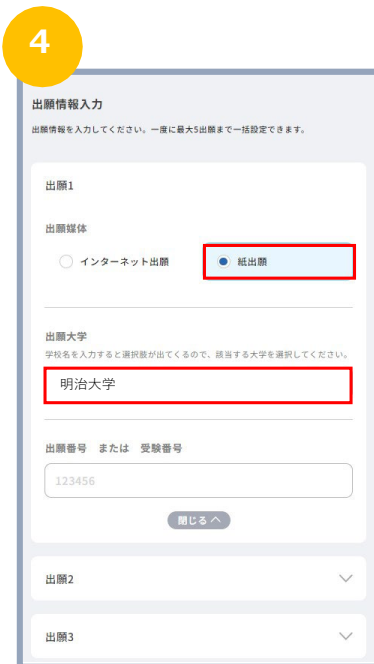 4
出願情報入力
出願情報を入力してください。一度に最大5出願まで一括設定できます。
出願1
出願媒体
インターネット出願 紙出願
出願大学
学校名を入力すると選択肢が出てくるので、該当する大学を選択してください。
明治大学
出願番号 または 受験番号
123456
閉じる
出願2
出願3